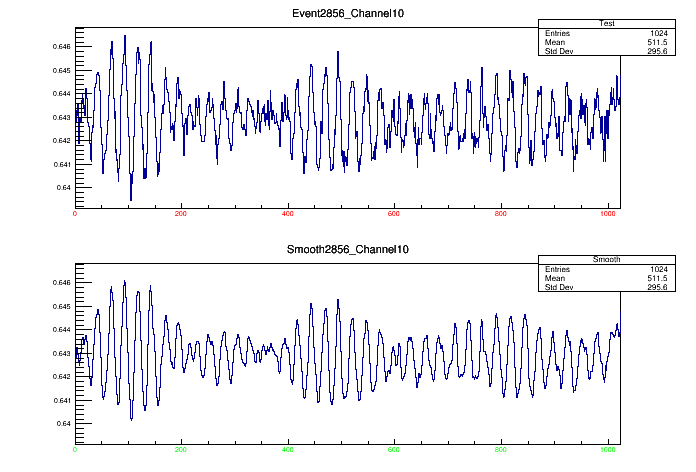 Event2856_Channel10
Test
Entries 1024
Mean 511.5
Std Dev 295.6
0.646
0.645
0.644
0.643
0.642
0.641
0.64
0 200 400 600 800 1000
Smooth2856_Channel10
Smooth
Entries 1024
Mean 511.5
Std Dev 295.6
0.646
0.645
0.644
0.643
0.642
0.641
0.64
0 200 400 600 800 1000